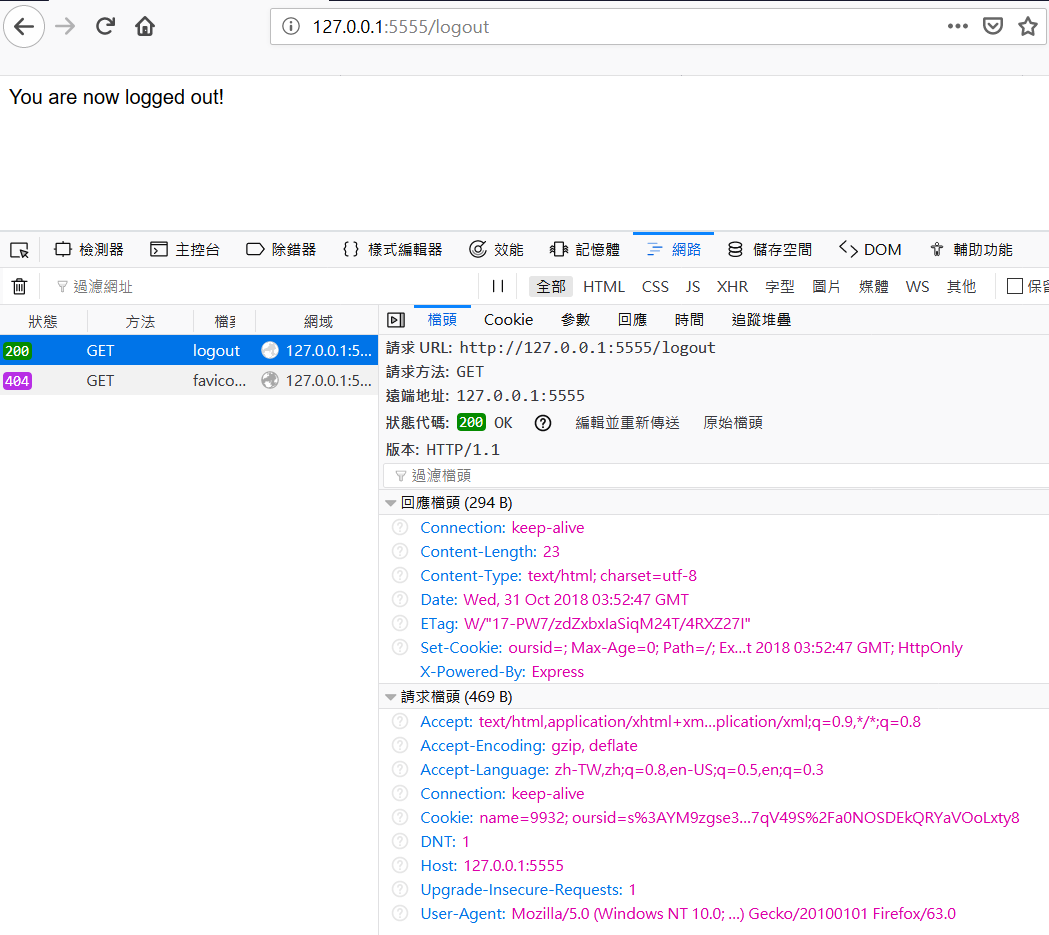 127.0.0.1:5555/logout
You are now logged out!
檢測器 主控台 除錯器 {} 樣式編輯器 效能 記憶體 網路 儲存空間 DOM 輔助功能
過濾網址 全部 HTML CSS JS XHR 字型 圖片 媒體 WS 其他
狀態 方法 網域 檔頭 Cookie 參數 回應 時間 追蹤堆疊
200 GET logout 127.0.0.1:5...
404 GET favico... 127.0.0.1:5...
請求 URL: http://127.0.0.1:5555/logout
請求方法: GET
遠端地址: 127.0.0.1:5555
狀態代碼: 200 OK 編輯並重新傳送 原始檔頭
版本: HTTP/1.1
過濾檔頭
回應檔頭 (294 B)
Connection: keep-alive
Content-Length: 23
Content-Type: text/html; charset=utf-8
Date: Wed, 31 Oct 2018 03:52:47 GMT
ETag: W/"17-PW7/zdZxbxIaSiqM24T/4RXZ27I"
Set-Cookie: oursid=; Max-Age=0; Path=/; Ex...t 2018 03:52:47 GMT; HttpOnly
X-Powered-By: Express
請求檔頭 (469 B)
Accept: text/html,application/xhtml+xm...plication/xml;q=0.9,*/*;q=0.8
Accept-Encoding: gzip, deflate
Accept-Language: zh-TW,zh;q=0.8,en-US;q=0.5,en;q=0.3
Connection: keep-alive
Cookie: name=9932; oursid=s%3AYM9zgse3...7qV49S%2Fa0NOSDEkQRYaVOoLxty8
DNT: 1
Host: 127.0.0.1:5555
Upgrade-Insecure-Requests: 1
User-Agent: Mozilla/5.0 (Windows NT 10.0; ...) Gecko/20100101 Firefox/63.0